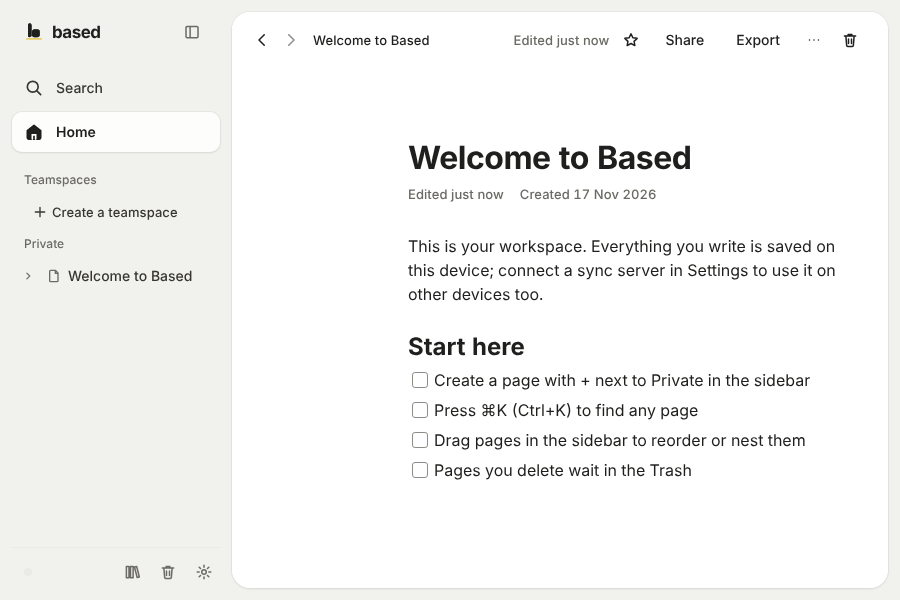 based
Search
Home
Teamspaces
Create a teamspace
Private
Welcome to Based
Welcome to Based
Edited just now
Share
Export
Welcome to Based
Edited just now Created 17 Nov 2026
This is your workspace. Everything you write is saved on
this device; connect a sync server in Settings to use it on
other devices too.
Start here
Create a page with + next to Private in the sidebar
Press ⌘K (Ctrl+K) to find any page
Drag pages in the sidebar to reorder or nest them
Pages you delete wait in the Trash